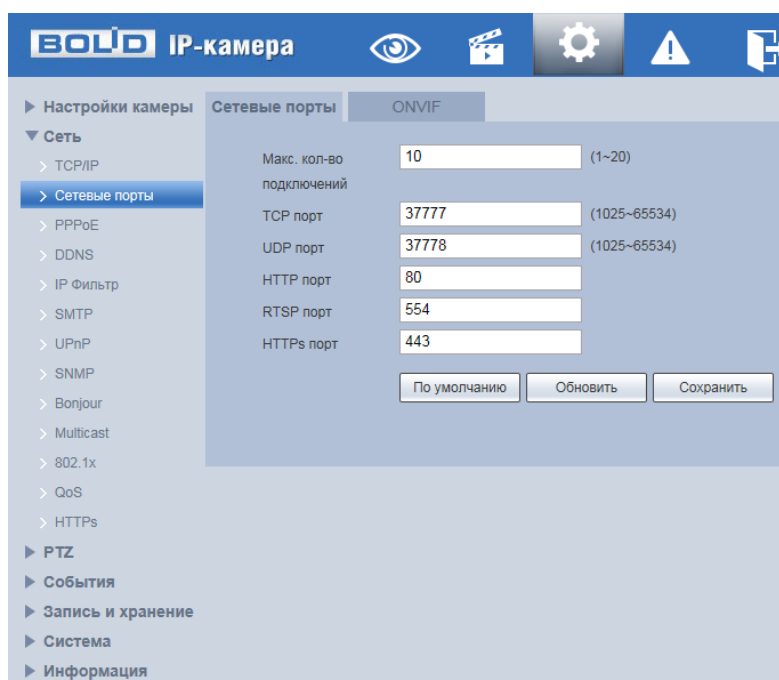 BOLID IP-камера
Настройки камеры
Сеть
TCP/IP
Сетевые порты
PPPoE
DDNS
IP Фильтр
SMTP
UPnP
SNMP
Bonjour
Multicast
802.1x
QoS
HTTPs
PTZ
События
Запись и хранение
Система
Информация
Сетевые порты
ONVIF
Макс. кол-во подключений 10 (1~20)
TCP порт 37777 (1025~65534)
UDP порт 37778 (1025~65534)
HTTP порт 80
RTSP порт 554
HTTPs порт 443
По умолчанию
Обновить
Сохранить